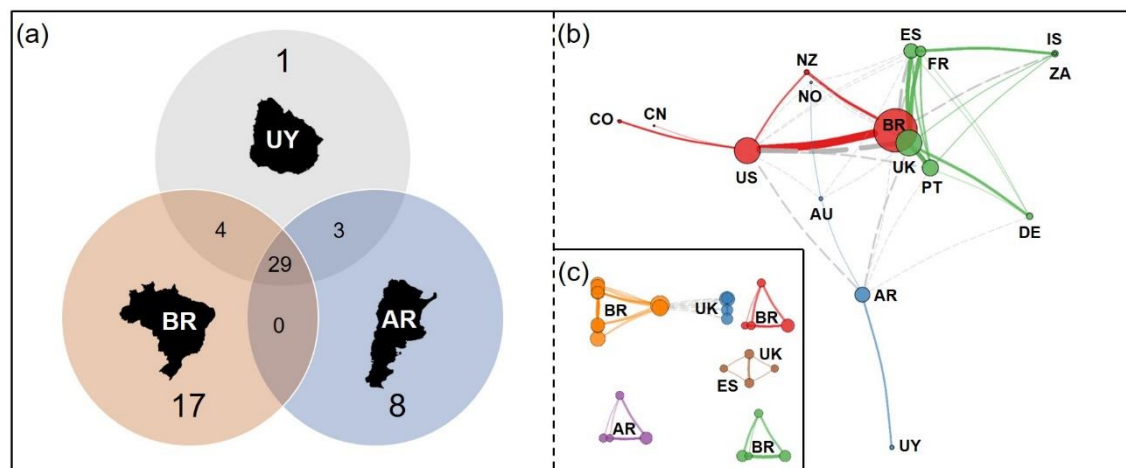 (a)
1
UY
4
3
29
BR
0
AR
17
8
(b)
ES
IS
NZ
FR
NO
ZA
CN
CO
BR
UK
US
PT
AU
DE
AR
UY
(c)
BR
UK
BR
UK
ES
AR
BR